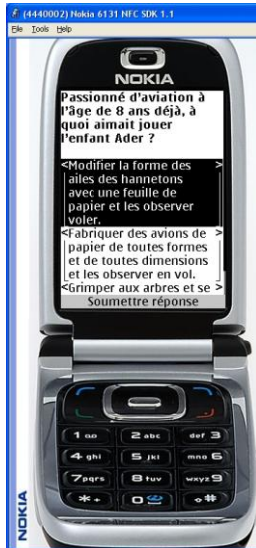 (4440002) Nokia 6131 NFC SDK 1.1
File Tools Help
NOKIA
Passionné d'aviation à
l'âge de 8 ans déjà, à
quoi aimait jouer
l'enfant Ader ?
<Modifier la forme des >
ailes des hannetons
avec une feuille de
papier et les observer
voler.
<Fabriquer des avions de >
papier de toutes formes
et de toutes dimensions
et les observer en vol.
<Grimper aux arbres et se >
Soumettre réponse
1 2 abc def 3
4 ghi 5 jkl mno 6
7 pqrs 8 tuv wxyz 9
* + 0 #
NOKIA